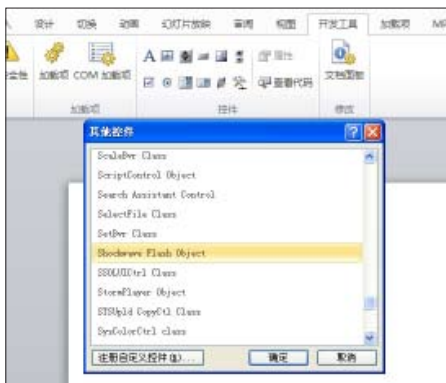 设计 切换 动画 幻灯片放映 审阅 视图 开发工具 加载项
加载项 COM 加载项 属性 查看代码 文档面板
加载项 控件 修改
其他控件
ScaleBvr Class
ScriptControl Object
Search Assistant Control
SelectFile Class
SetBvr Class
Shockwave Flash Object
SSOLUICtrl Class
StormPlayer Object
STSUpld CopyCtl Class
SysColorCtrl class
注册自定义控件(R)... 确定 取消